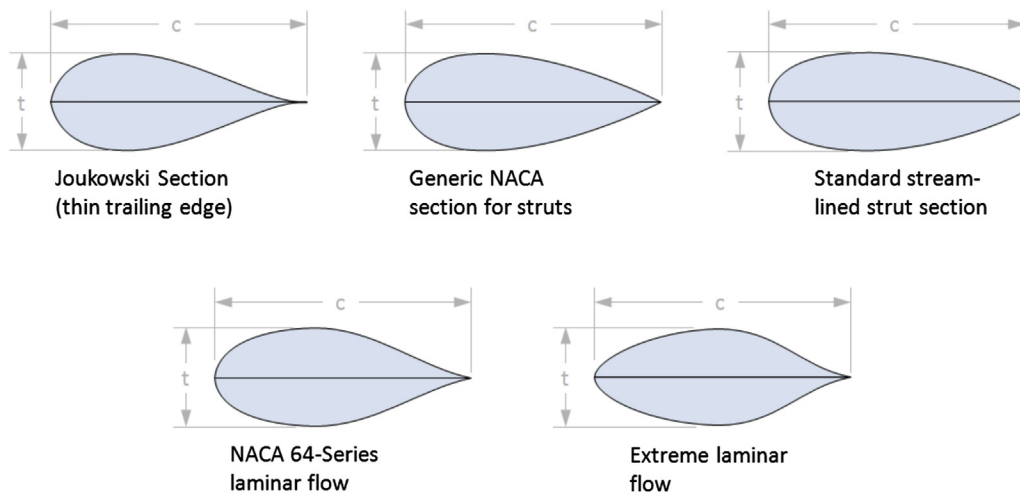 c
t
Joukowski Section
(thin trailing edge)
c
t
Generic NACA
section for struts
c
t
Standard stream-
lined strut section
c
t
NACA 64-Series
laminar flow
c
t
Extreme laminar
flow